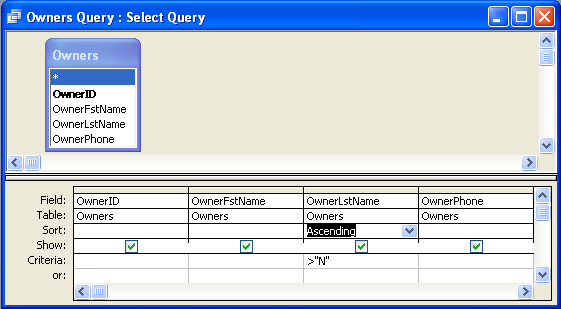 Owners Query : Select Query
Owners
*
OwnerID
OwnerFstName
OwnerLstName
OwnerPhone
Field: OwnerID OwnerFstName OwnerLstName OwnerPhone
Table: Owners Owners Owners Owners
Sort: Ascending
Show:
Criteria: >"N"
or: